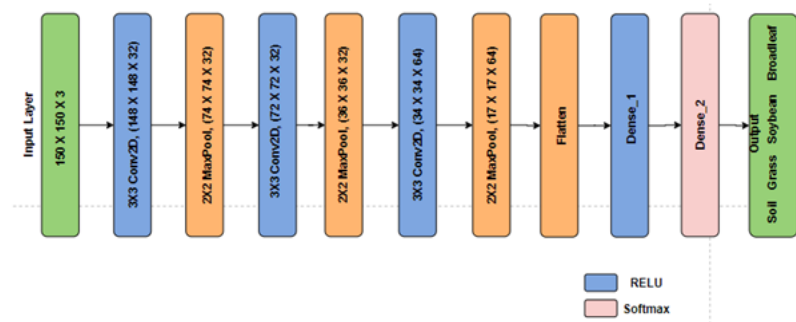 Input Layer
150 X 150 X 3
3X3 Conv2D, (148 X 148 X 32)
2X2 MaxPool, (74 X 74 X 32)
3X3 Conv2D, (72 X 72 X 32)
2X2 MaxPool, (36 X 36 X 32)
3X3 Conv2D, (34 X 34 X 64)
2X2 MaxPool, (17 X 17 X 64)
Flatten
Dense_1
Dense_2
Output
Soil Grass Soybean Broadleaf
RELU
Softmax